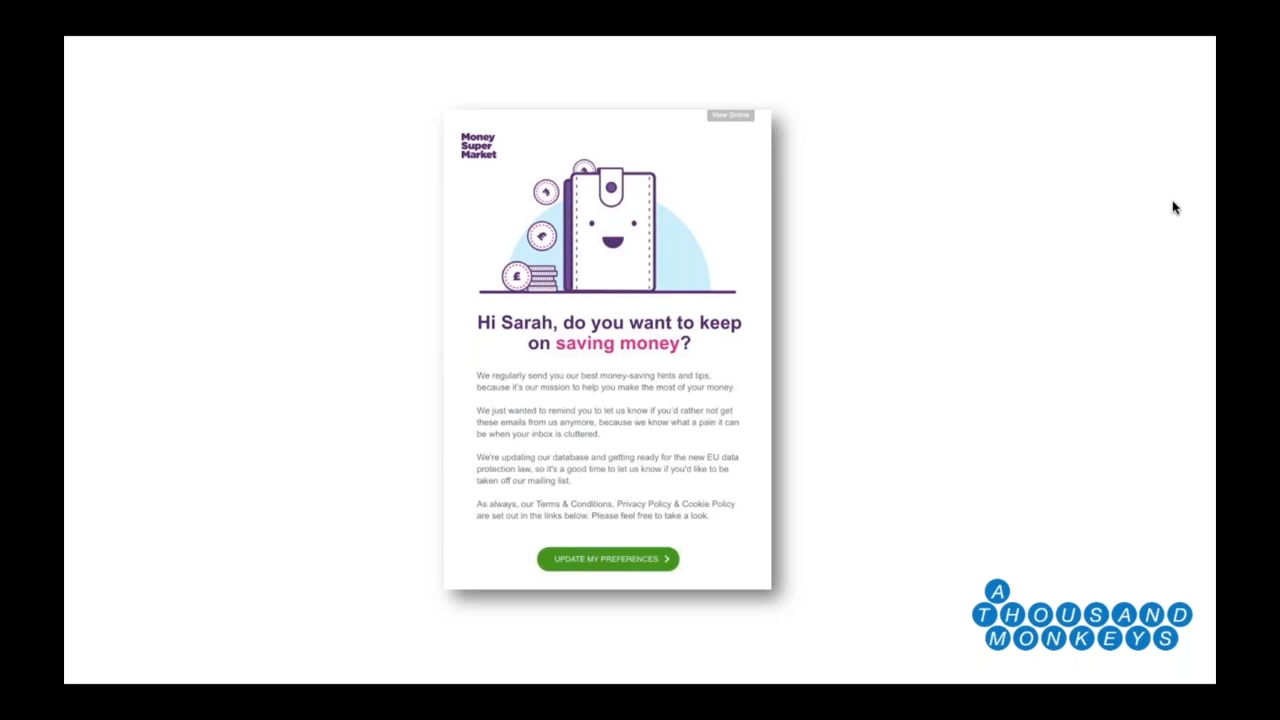 View Online
Money
Super
Market
£
Hi Sarah, do you want to keep
on saving money?
We regularly send you our best money-saving hints and tips,
because it's our mission to help you make the most of your money.
We just wanted to remind you to let us know if you'd rather not get
these emails from us anymore, because we know what a pain it can
be when your inbox is cluttered.
We're updating our database and getting ready for the new EU data
protection law, so it's a good time to let us know if you'd like to be
taken off our mailing list.
As always, our Terms & Conditions, Privacy Policy & Cookie Policy
are set out in the links below. Please feel free to take a look.
UPDATE MY PREFERENCES
A
THOUSAND
MONKEYS